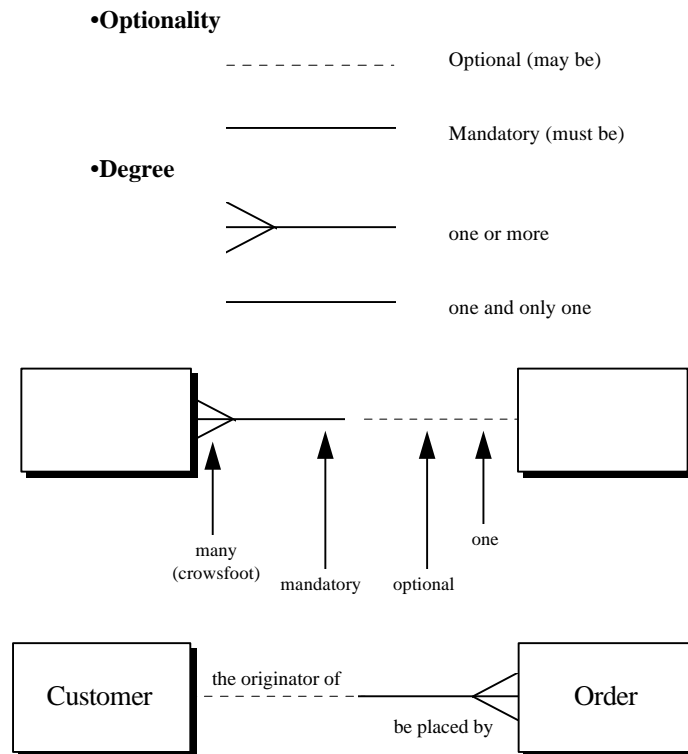 •Optionality
Optional (may be)
Mandatory (must be)
•Degree
one or more
one and only one
many
(crowsfoot)
mandatory
optional
one
Customer
the originator of
be placed by
Order